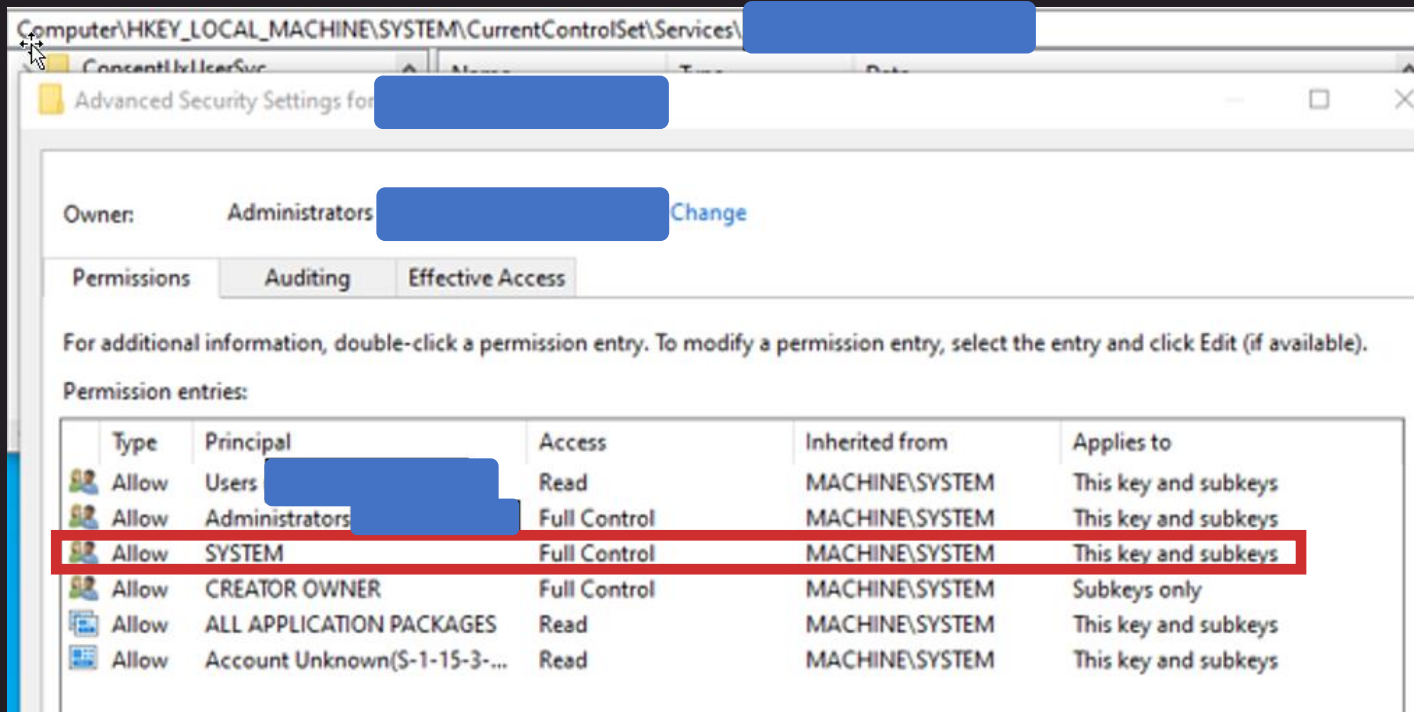 Computer\HKEY_LOCAL_MACHINE\SYSTEM\CurrentControlSet\Services\
ConsentUxUserSvc
Name Type Data
Advanced Security Settings for
Owner: Administrators Change
Permissions Auditing Effective Access
For additional information, double-click a permission entry. To modify a permission entry, select the entry and click Edit (if available).
Permission entries:
Type Principal Access Inherited from Applies to
Allow Users Read MACHINE\SYSTEM This key and subkeys
Allow Administrators Full Control MACHINE\SYSTEM This key and subkeys
Allow SYSTEM Full Control MACHINE\SYSTEM This key and subkeys
Allow CREATOR OWNER Full Control MACHINE\SYSTEM Subkeys only
Allow ALL APPLICATION PACKAGES Read MACHINE\SYSTEM This key and subkeys
Allow Account Unknown(S-1-15-3-... Read MACHINE\SYSTEM This key and subkeys